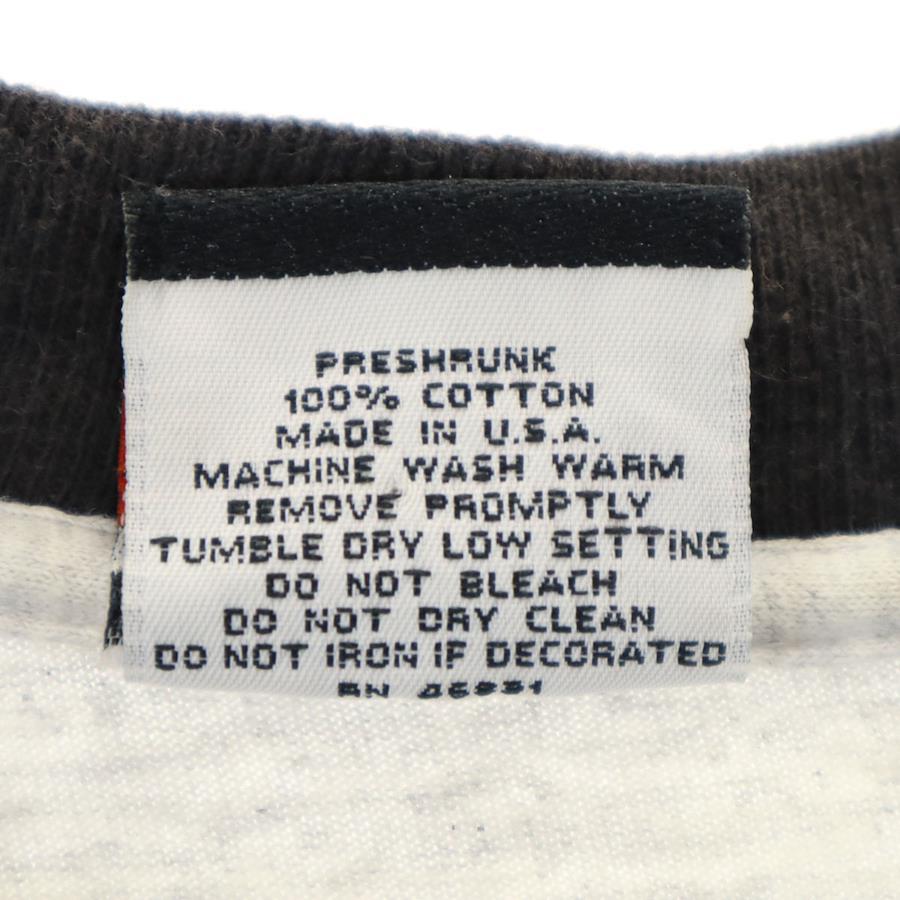 PRESHRUNK
100% COTTON
MADE IN U.S.A.
MACHINE WASH WARM
REMOVE PROMPTLY
TUMBLE DRY LOW SETTING
DO NOT BLEACH
DO NOT DRY CLEAN
DO NOT IRON IF DECORATED
RN